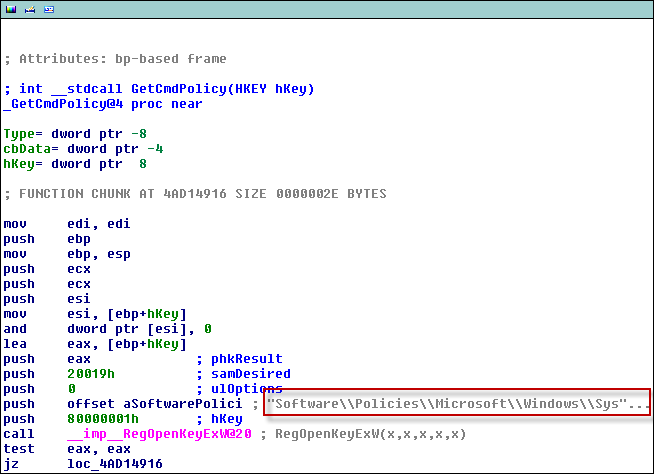 ; Attributes: bp-based frame
; int __stdcall GetCmdPolicy(HKEY hKey)
_GetCmdPolicy@4 proc near
Type= dword ptr -8
cbData= dword ptr -4
hKey= dword ptr  8
; FUNCTION CHUNK AT 4AD14916 SIZE 0000002E BYTES
mov     edi, edi
push    ebp
mov     ebp, esp
push    ecx
push    ecx
push    esi
mov     esi, [ebp+hKey]
and     dword ptr [esi], 0
lea     eax, [ebp+hKey]
push    eax             ; phkResult
push    20019h          ; samDesired
push    0               ; ulOptions
push    offset aSoftwarePolici ; "Software\\Policies\\Microsoft\\Windows\\Sys"...
push    80000001h       ; hKey
call    __imp__RegOpenKeyExW@20 ; RegOpenKeyExW(x,x,x,x,x)
test    eax, eax
jz      loc_4AD14916